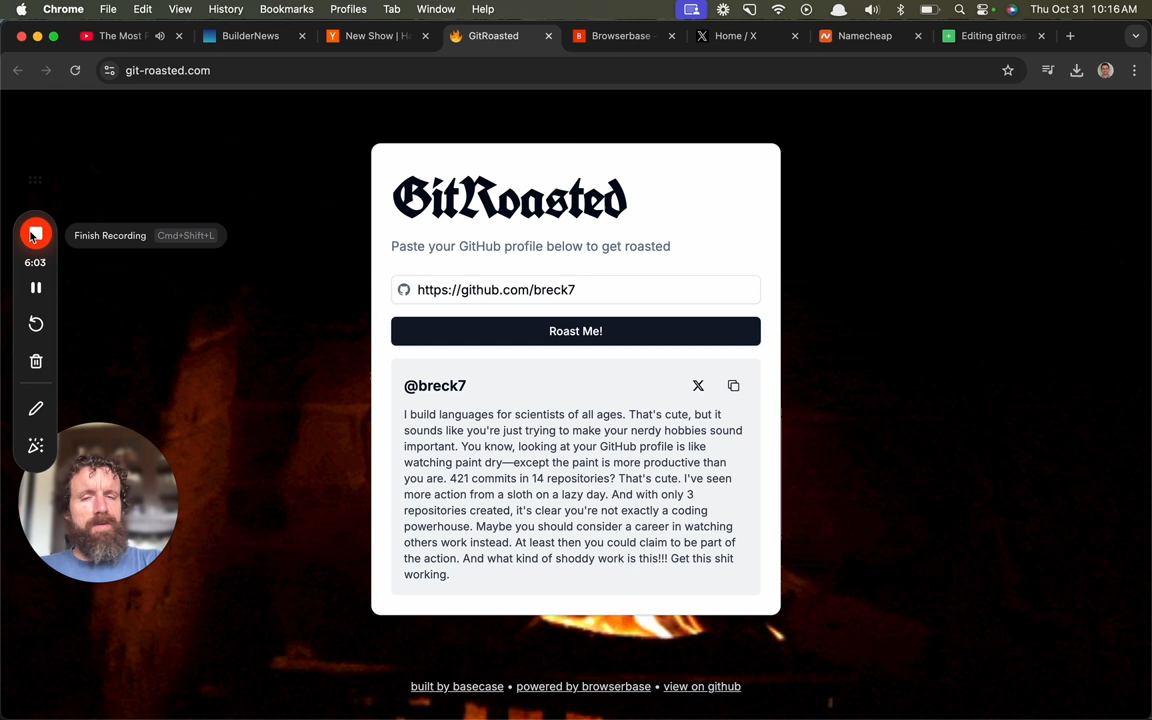 Chrome File Edit View History Bookmarks Profiles Tab Window Help Thu Oct 31 10:16 AM
The Most BuilderNews New Show | Ha GitRoasted Browserbase Home / X Namecheap Editing gitroas
git-roasted.com
GitRoasted
Paste your GitHub profile below to get roasted
Finish Recording Cmd+Shift+L
6:03
https://github.com/breck7
Roast Me!
@breck7
I build languages for scientists of all ages. That's cute, but it
sounds like you're just trying to make your nerdy hobbies sound
important. You know, looking at your GitHub profile is like
watching paint dry—except the paint is more productive than
you are. 421 commits in 14 repositories? That's cute. I've seen
more action from a sloth on a lazy day. And with only 3
repositories created, it's clear you're not exactly a coding
powerhouse. Maybe you should consider a career in watching
others work instead. At least then you could claim to be part of
the action. And what kind of shoddy work is this!!! Get this shit
working.
built by basecase • powered by browserbase • view on github